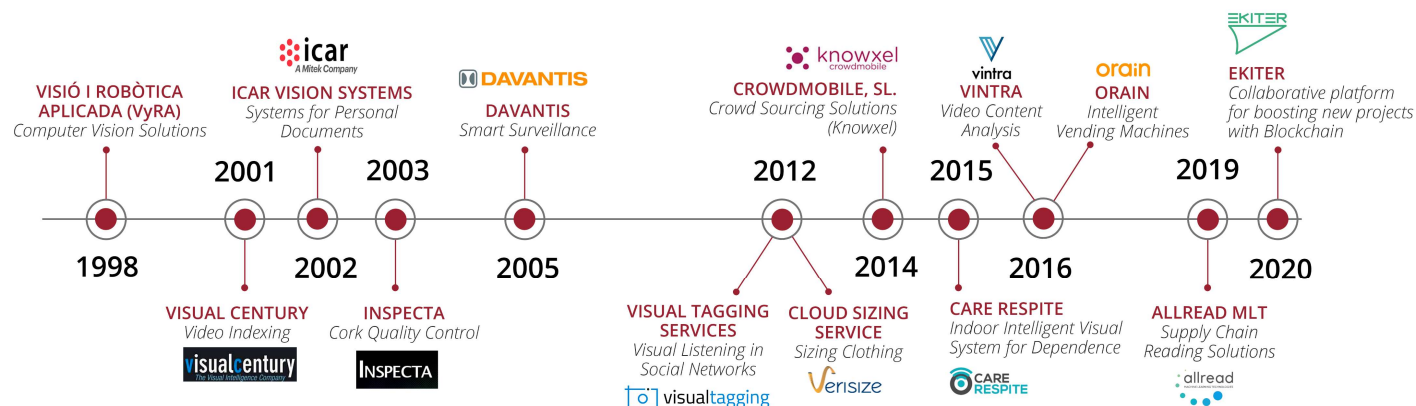 VISIÓ I ROBÒTICA
APLICADA (VyRA)
Computer Vision Solutions
1998
2001
VISUAL CENTURY
Video Indexing
visualcentury
The Visual Intelligence Company
icar
A Mitek Company
ICAR VISION SYSTEMS
Systems for Personal
Documents
2002
2003
INSPECTA
Cork Quality Control
INSPECTA
DAVANTIS
DAVANTIS
Smart Surveillance
2005
2012
VISUAL TAGGING
SERVICES
Visual Listening in
Social Networks
visualtagging
CLOUD SIZING
SERVICE
Sizing Clothing
Verisize
knowxel
crowdmobile
CROWDMOBILE, SL.
Crowd Sourcing Solutions
(Knowxel)
2014
2015
CARE RESPITE
Indoor Intelligent Visual
System for Dependence
CARE
RESPITE
vintra
VINTRA
Video Content
Analysis
orain
ORAIN
Intelligent
Vending Machines
2016
2019
ALLREAD MLT
Supply Chain
Reading Solutions
allread
EKITER
EKITER
Collaborative platform
for boosting new projects
with Blockchain
2020